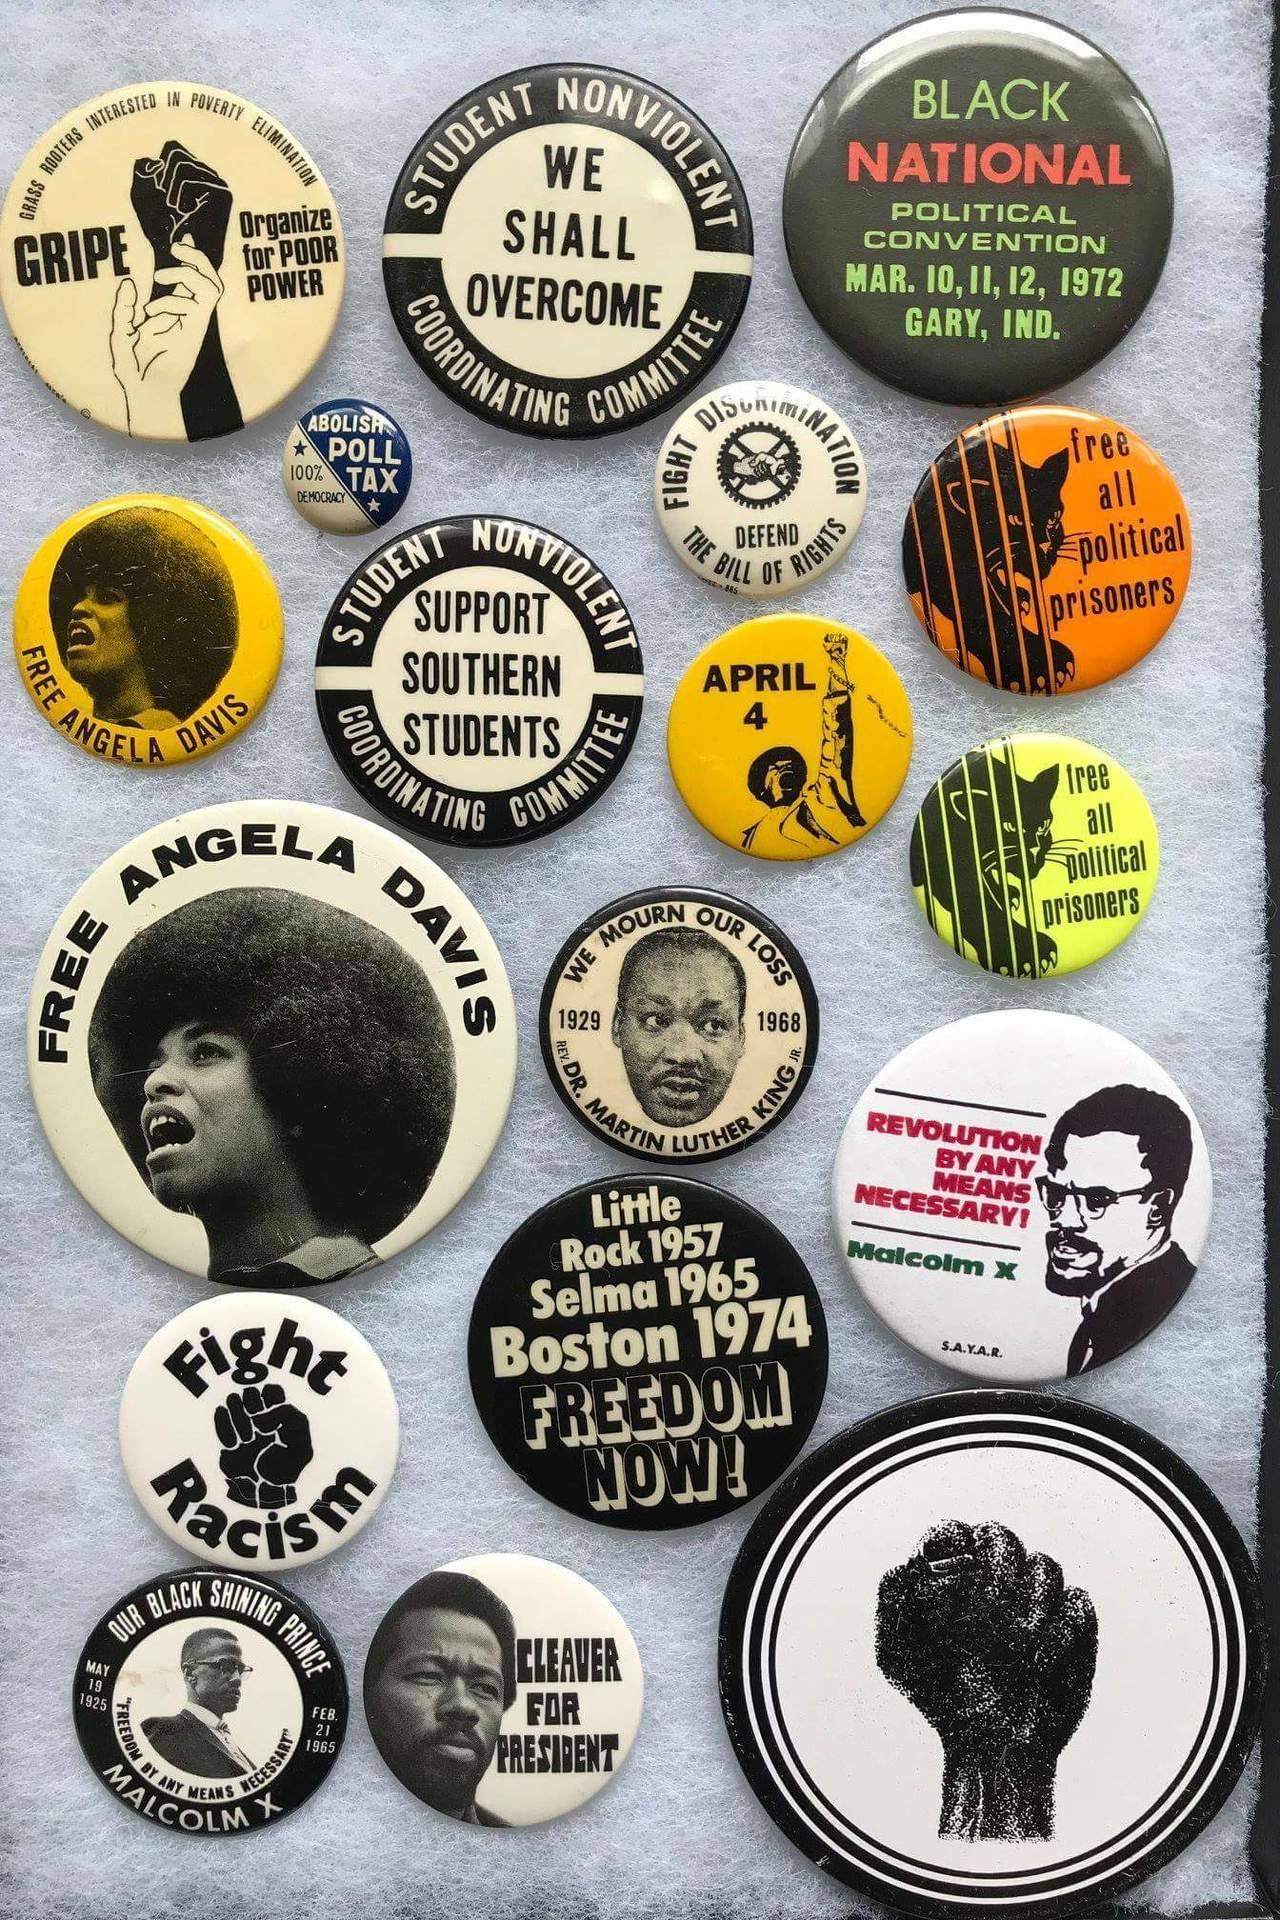 GRASS ROOTERS INTERESTED IN POVERTY ELIMINATION
GRIPE
Organize
for POOR
POWER
STUDENT NONVIOLENT
WE
SHALL
OVERCOME
COORDINATING COMMITTEE
BLACK
NATIONAL
POLITICAL
CONVENTION
MAR. 10,11,12, 1972
GARY, IND.
ABOLISH
POLL
TAX
100%
DEMOCRACY
FIGHT DISCRIMINATION
DEFEND
THE BILL OF RIGHTS
free
all
political
prisoners
FREE ANGELA DAVIS
STUDENT NONVIOLENT
SUPPORT
SOUTHERN
STUDENTS
COORDINATING COMMITTEE
APRIL
4
free
all
political
prisoners
FREE ANGELA DAVIS
WE MOURN OUR LOSS
1929
1968
REV. DR. MARTIN LUTHER KING JR.
REVOLUTION
BY ANY
MEANS
NECESSARY!
Malcolm X
S.A.Y.A.R.
Little
Rock 1957
Selma 1965
Boston 1974
FREEDOM
NOW!
Fight
Racism
OUR BLACK SHINING PRINCE
MAY
19
1925
FEB.
21
1965
"FREEDOM BY ANY MEANS NECESSARY"
MALCOLM X
CLEAVER
FOR
PRESIDENT